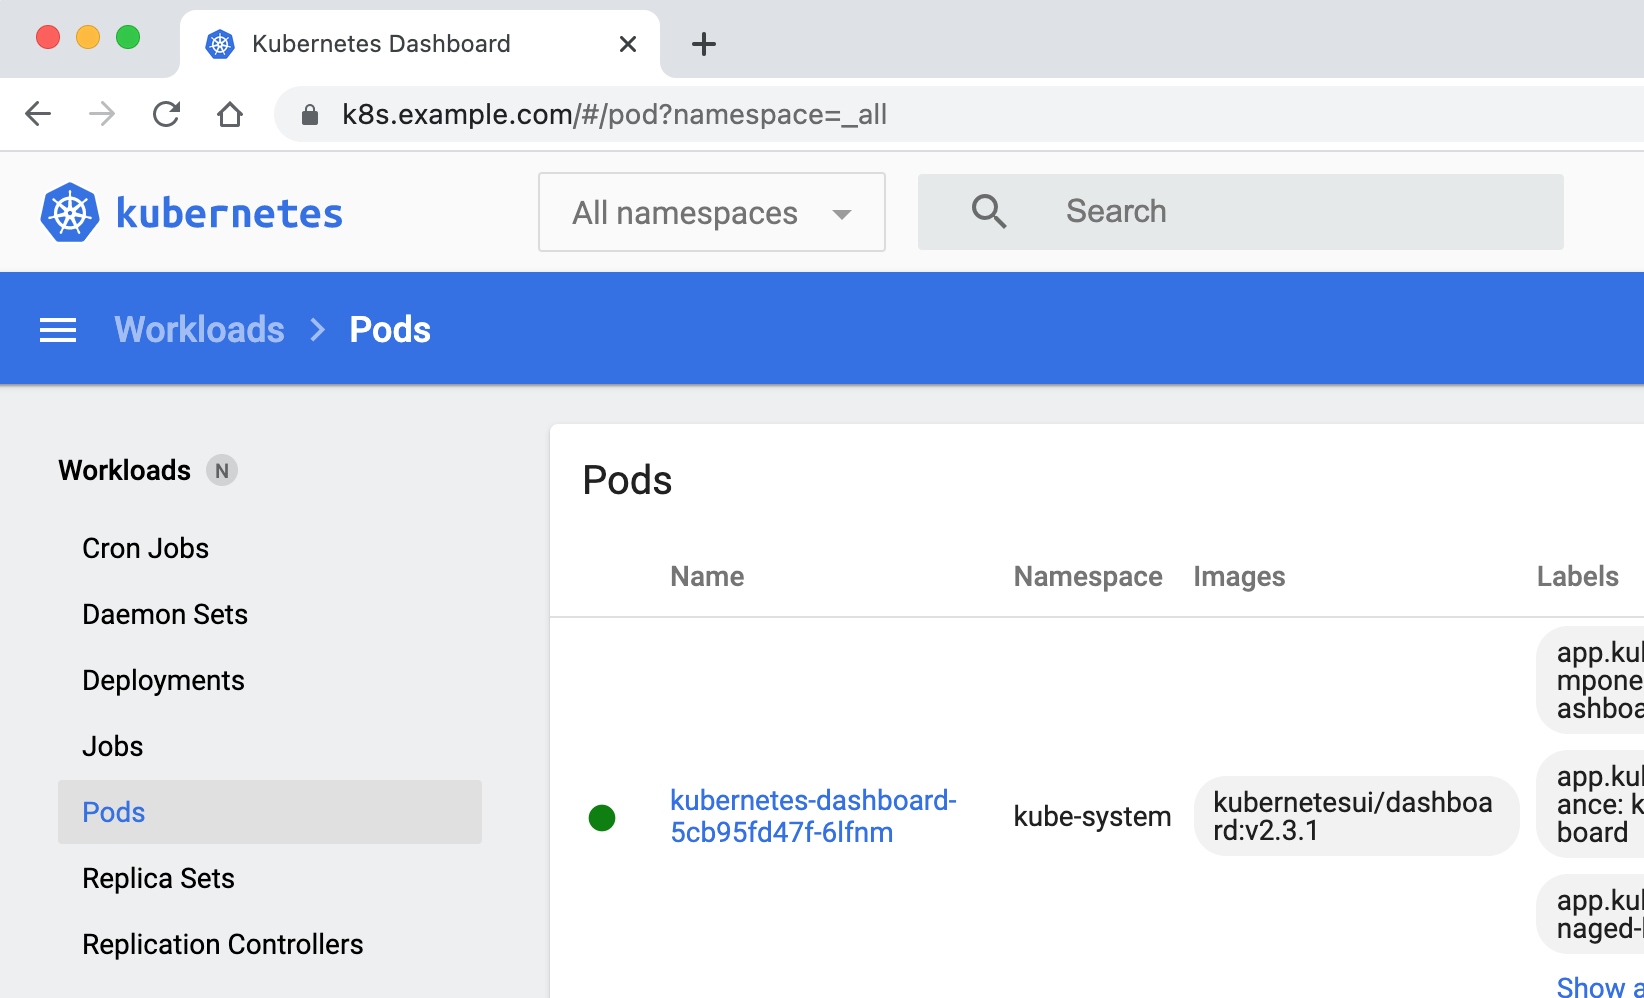 Kubernetes Dashboard
k8s.example.com/#/pod?namespace=_all
kubernetes
All namespaces
Search
Workloads > Pods
Workloads N
Cron Jobs
Daemon Sets
Deployments
Jobs
Pods
Replica Sets
Replication Controllers
Pods
Name Namespace Images Labels
kubernetes-dashboard-
5cb95fd47f-6lfnm
kube-system
kubernetesui/dashboa
rd:v2.3.1
app.kul
mpone
ashboa
app.kul
ance: k
board
app.kul
naged-
Show a